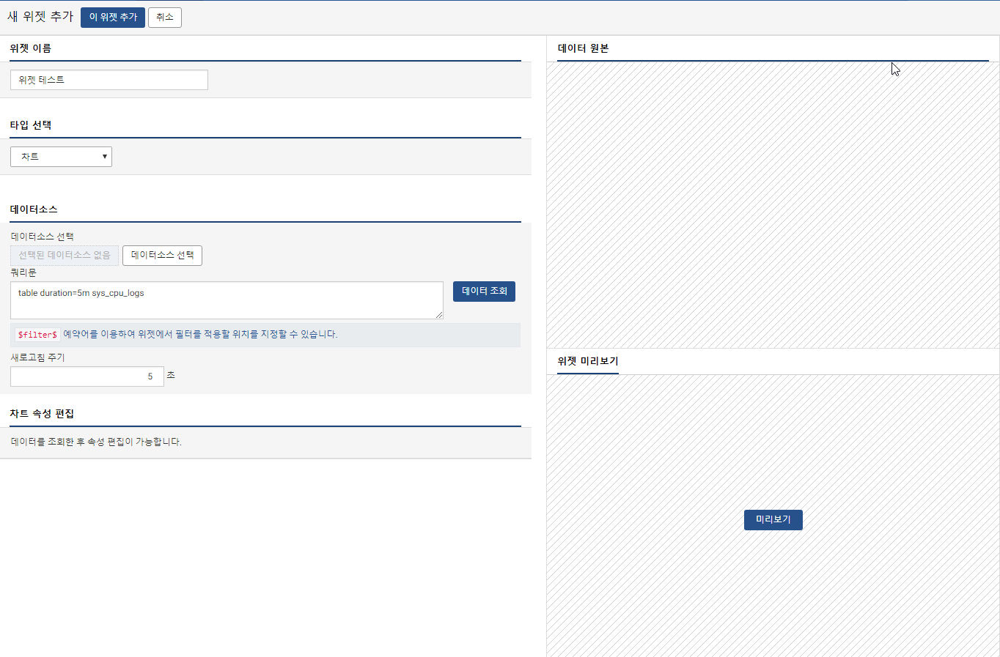 새 위젯 추가 이 위젯 추가 취소
위젯 이름
위젯 테스트
타입 선택
차트
데이터소스
데이터소스 선택
선택된 데이터소스 없음 데이터소스 선택
쿼리문
table duration=5m sys_cpu_logs
데이터 조회
$filter$ 예약어를 이용하여 위젯에서 필터를 적용할 위치를 지정할 수 있습니다.
새로고침 주기
5 초
차트 속성 편집
데이터를 조회한 후 속성 편집이 가능합니다.
데이터 원본
위젯 미리보기
미리보기